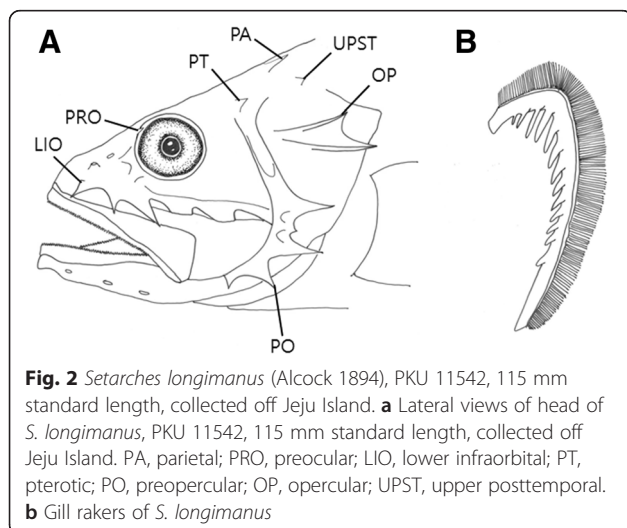 A
B
PA
UPST
PT
OP
PRO
LIO
PO
Fig. 2 Setarches longimanus (Alcock 1894), PKU 11542, 115 mm
standard length, collected off Jeju Island. a Lateral views of head of
S. longimanus, PKU 11542, 115 mm standard length, collected off
Jeju Island. PA, parietal; PRO, preocular; LIO, lower infraorbital; PT,
pterotic; PO, preopercular; OP, opercular; UPST, upper posttemporal.
b Gill rakers of S. longimanus